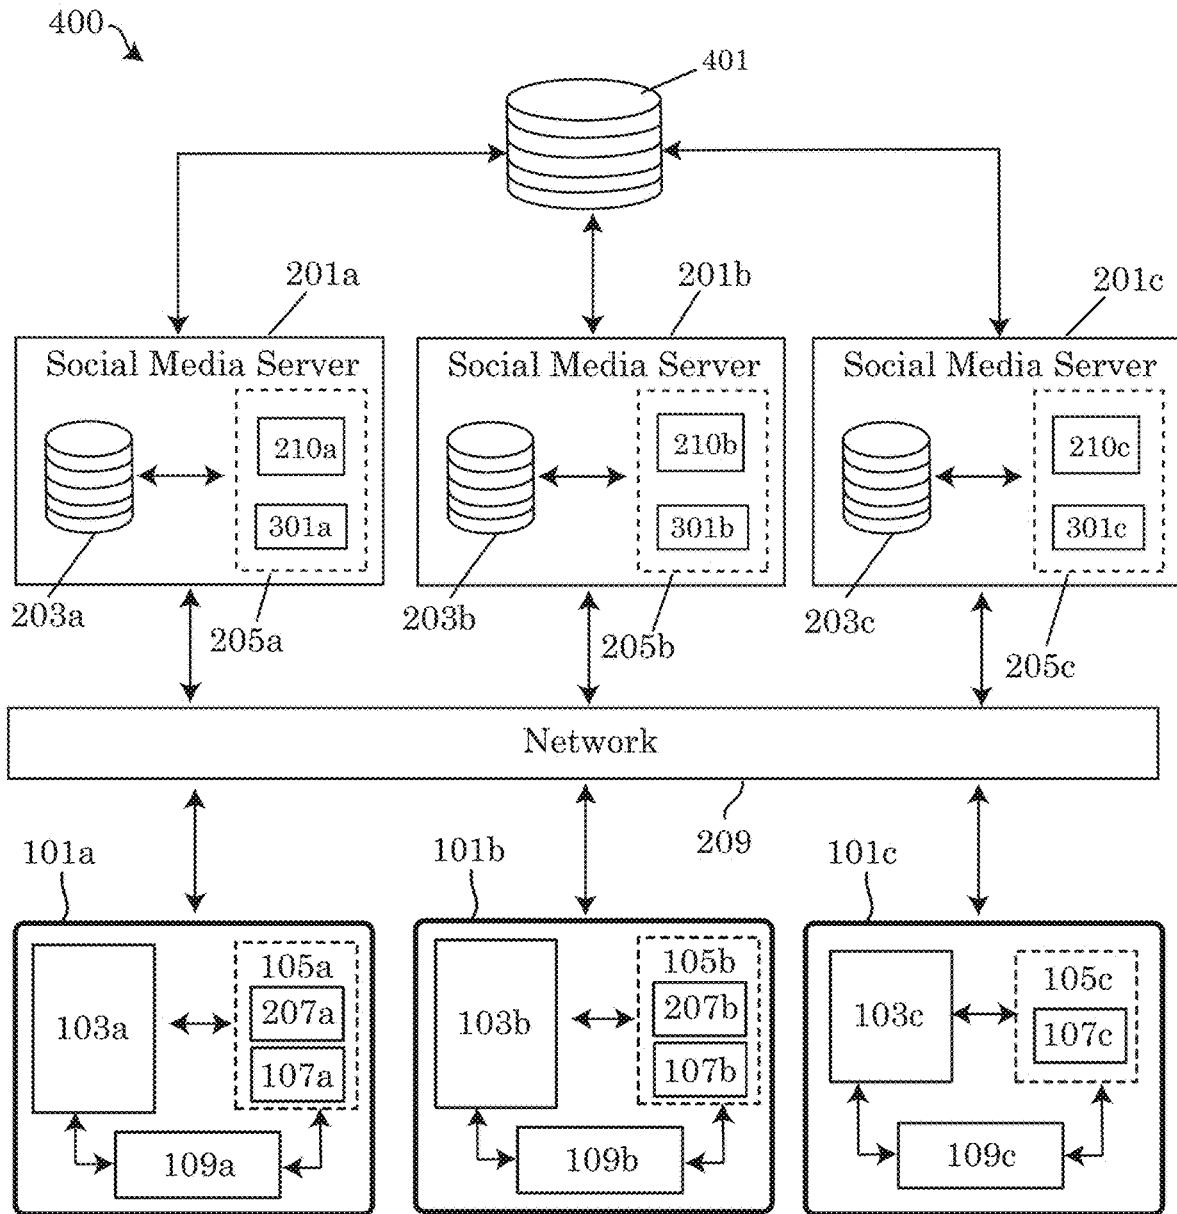 400
401
201a
201b
201c
Social Media Server
Social Media Server
Social Media Server
210a
210b
210c
301a
301b
301c
203a
205a
203b
205b
203c
205c
Network
209
101a
101b
101c
103a
105a
207a
107a
109a
103b
105b
207b
107b
109b
103c
105c
107c
109c